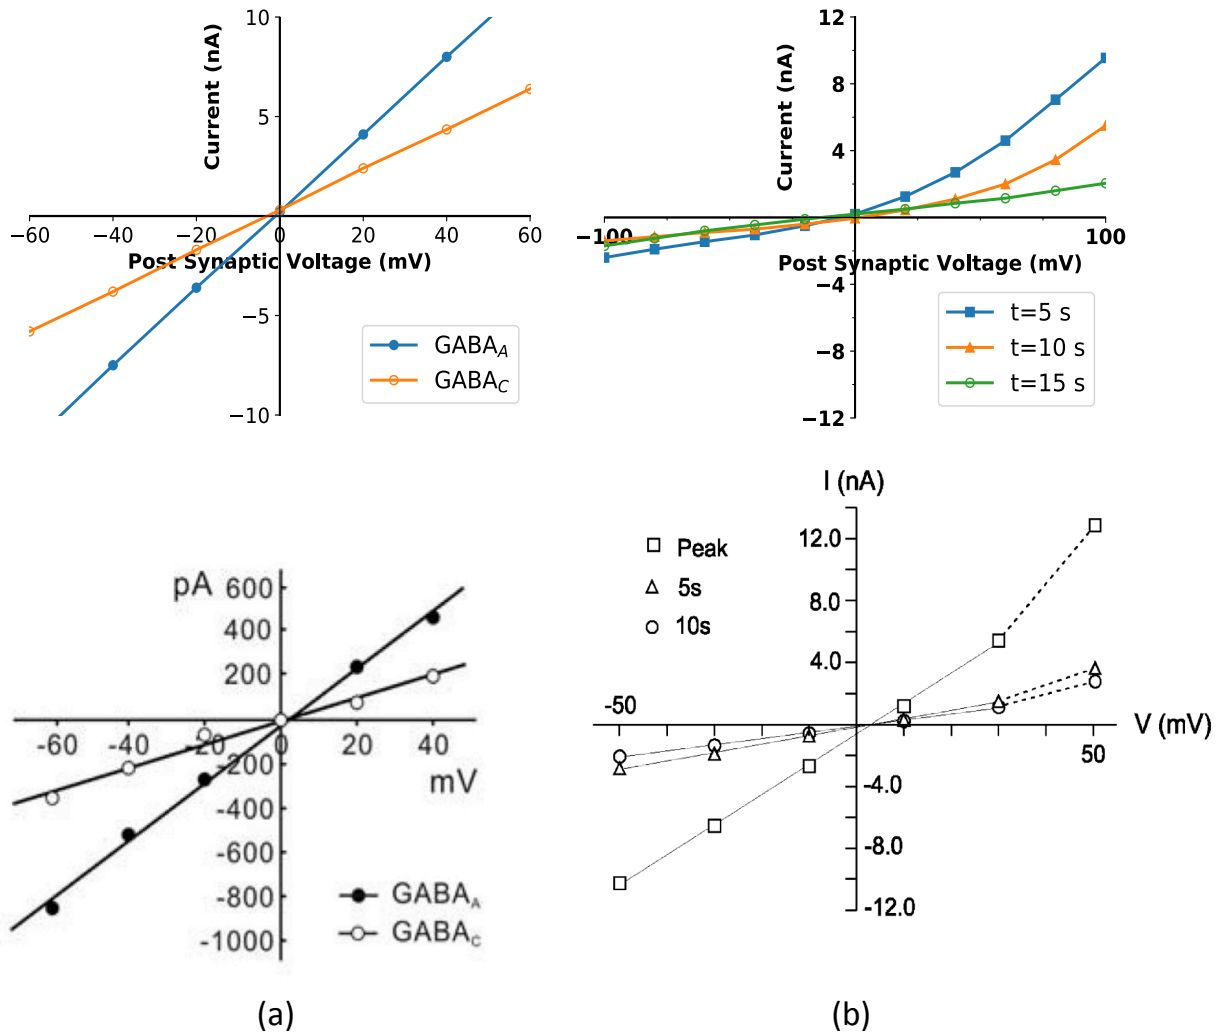 Current (nA)
10
5
−5
−10
−60
−40
−20
0
20
40
60
Post Synaptic Voltage (mV)
GABA_A
GABA_C
Current (nA)
12
8
4
0
−4
−8
−12
−100
100
Post Synaptic Voltage (mV)
t=5 s
t=10 s
t=15 s
pA
600
400
200
-60
-40
-20
0
20
40
mV
-200
-400
-600
-800
-1000
GABA_A
GABA_C
I (nA)
Peak
5s
10s
12.0
8.0
4.0
-50
50
V (mV)
-4.0
-8.0
-12.0
(a)
(b)